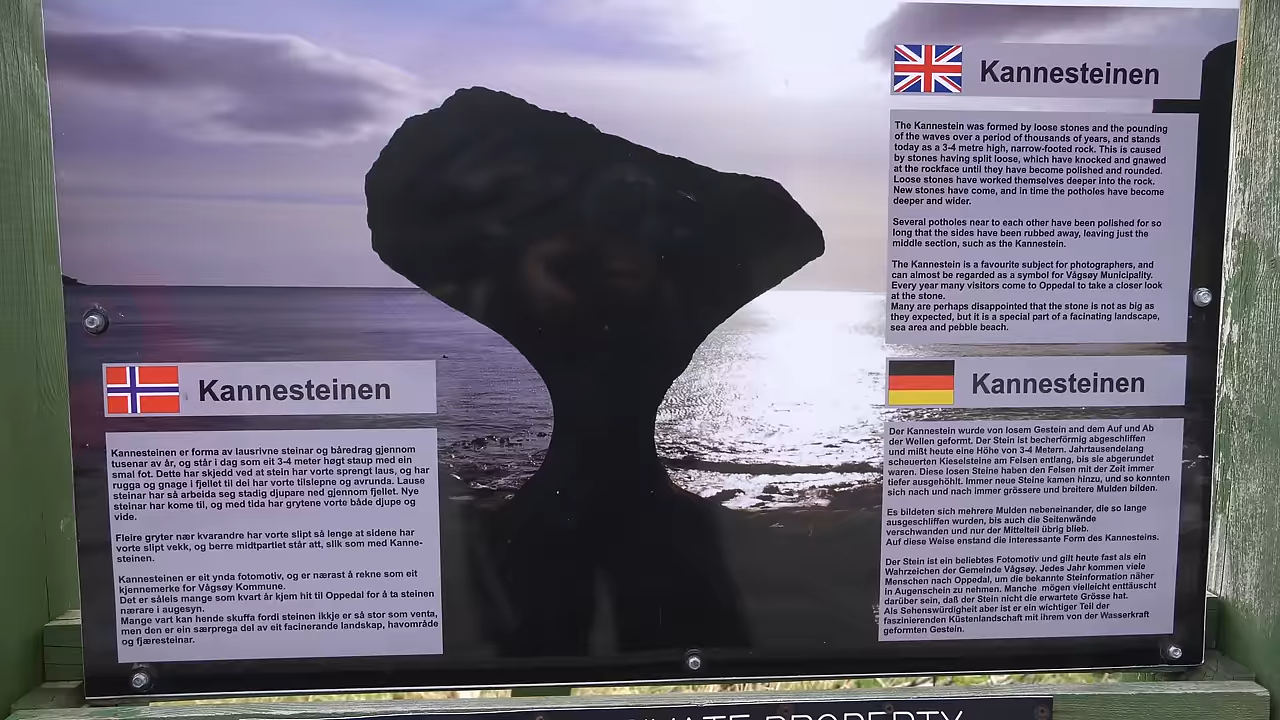 Kannesteinen
The Kannestein was formed by loose stones and the pounding
of the waves over a period of thousands of years, and stands
today as a 3-4 metre high, narrow-footed rock. This is caused
by stones having split loose, which have knocked and gnawed
at the rockface until they have become polished and rounded.
Loose stones have worked themselves deeper into the rock.
New stones have come, and in time the potholes have become
deeper and wider.
Several potholes near to each other have been polished for so
long that the sides have been rubbed away, leaving just the
middle section, such as the Kannestein.
The Kannestein is a favourite subject for photographers, and
can almost be regarded as a symbol for Vågsøy Municipality.
Every year many visitors come to Oppedal to take a closer look
at the stone.
Many are perhaps disappointed that the stone is not as big as
they expected, but it is a special part of a facinating landscape,
sea area and pebble beach.
Kannesteinen
Kannesteinen er forma av lausrivne steinar og båredrag gjennom
tusenar av år, og står i dag som eit 3-4 meter høgt staup med ein
smal fot. Dette har skjedd ved at stein har vorte sprengt laus, og har
rugga og gnage i fjellet til dei har vorte tilslepne og avrunda. Lause
steinar har så arbeida seg stadig djupare ned gjennom fjellet. Nye
steinar har kome til, og med tida har grytene vorte både djupe og
vide.
Fleire gryter nær kvarandre har vorte slipt så lenge at sidene har
vorte slipt vekk, og berre midtpartiet står att, slik som med Kanne-
steinen.
Kannesteinen er eit ynda fotomotiv, og er nærast å rekne som eit
kjennemerke for Vågsøy Kommune.
Det er såleis mange som kvart år kjem hit til Oppedal for å ta steinen
nærare i augesyn.
Mange vart kan hende skuffa fordi steinen ikkje er så stor som venta,
men den er ein særprega del av eit facinerande landskap, havområde
og fjæresteinar.
Kannesteinen
Der Kannestein wurde von losem Gestein and dem Auf und Ab
der Wellen geformt. Der Stein ist becherförmig abgeschliffen
und mißt heute eine Höhe von 3-4 Metern. Jahrtausendelang
scheuerten Kieselsteine am Felsen entlang, bis sie abgerundet
waren. Diese losen Steine haben den Felsen mit der Zeit immer
tiefer ausgehöhlt. Immer neue Steine kamen hinzu, und so konnten
sich nach und nach immer grössere und breitere Mulden bilden.
Es bildeten sich mehrere Mulden nebeneinander, die so lange
ausgeschliffen wurden, bis auch die Seitenwände
verschwanden und nur der Mittelteil übrig blieb.
Auf diese Weise enstand die Interessante Form des Kannesteins.
Der Stein ist ein beliebtes Fotomotiv und gilt heute fast als ein
Wahrzeichen der Gemeinde Vågsøy. Jedes Jahr kommen viele
Menschen nach Oppedal, um die bekannte Steinformation näher
in Augenschein zu nehmen. Manche mögen vielleicht enttäuscht
darüber sein, daß der Stein nicht die erwartete Grösse hat.
Als Sehenswürdigkeit aber ist er ein wichtiger Teil der
faszinierenden Küstenlandschaft mit ihrem von der Wasserkraft
geformten Gestein.
PRIVATE PROPERTY